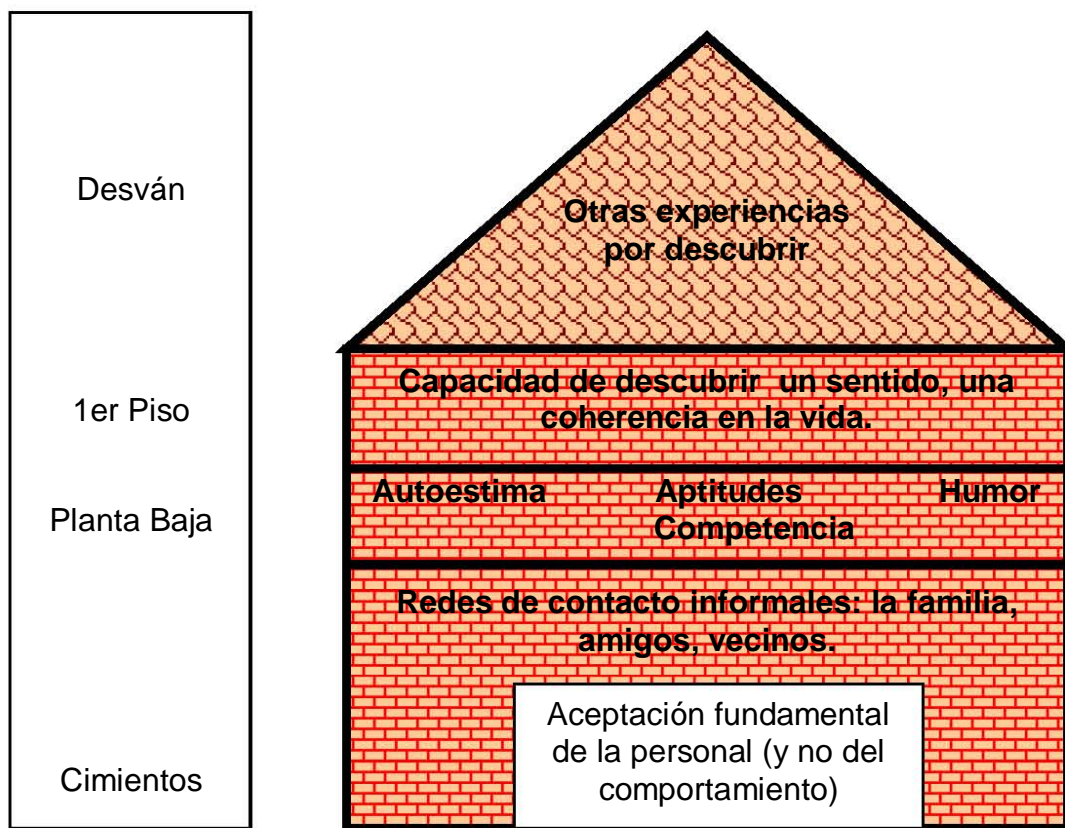 Desván
Otras experiencias
por descubrir
1er Piso
Capacidad de descubrir un sentido, una
coherencia en la vida.
Planta Baja
Autoestima Aptitudes Humor
Competencia
Redes de contacto informales: la familia,
amigos, vecinos.
Cimientos
Aceptación fundamental
de la personal (y no del
comportamiento)